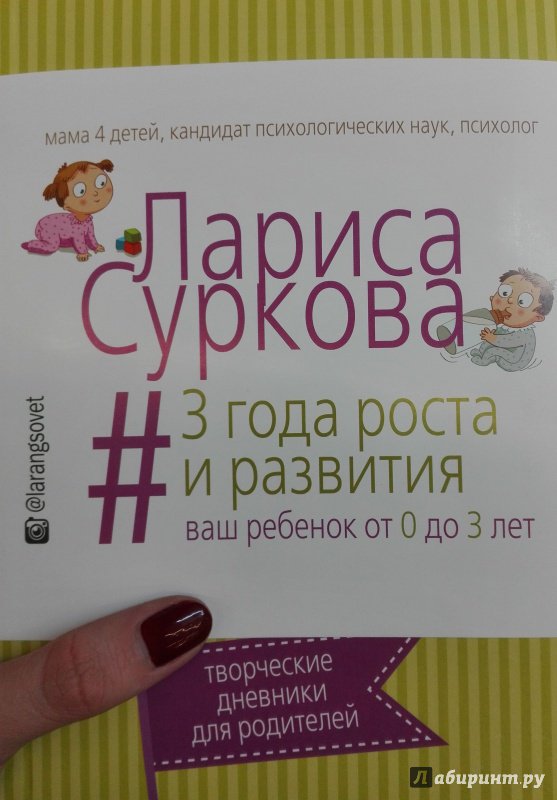 мама 4 детей, кандидат психологических наук, психолог
Лариса
Суркова
@larangsovet
# 3 года роста
и развития
ваш ребенок от 0 до 3 лет
творческие
дневники
для родителей
Лабиринт.ру